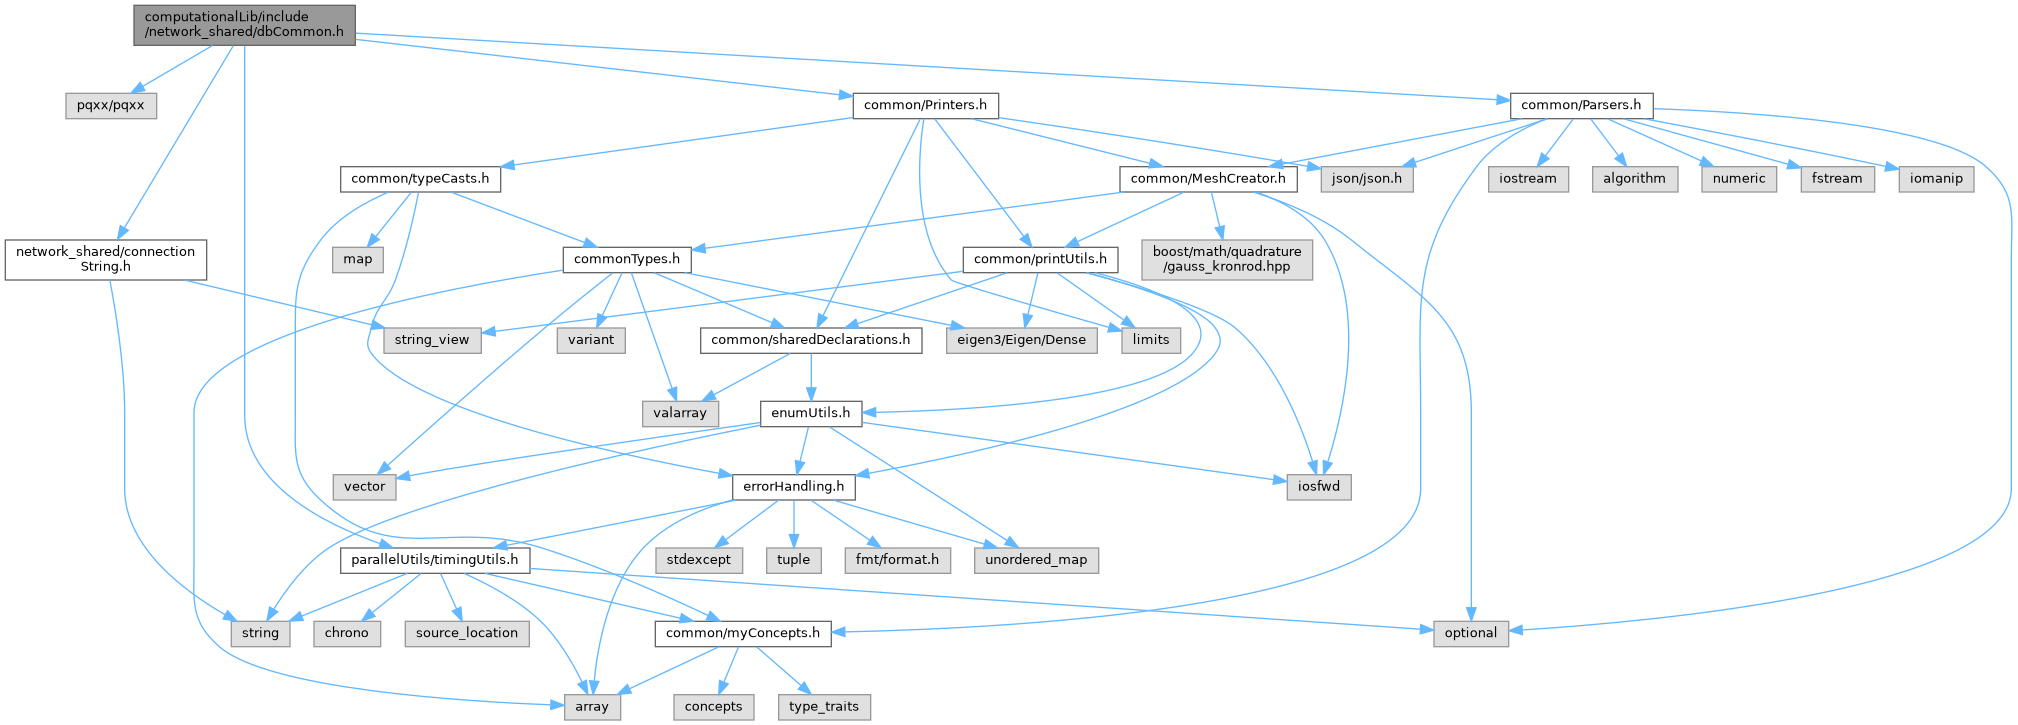 computationalLib/include
/network_shared/dbCommon.h
pqxx/pqxx
common/Printers.h
common/Parsers.h
common/typeCasts.h
common/MeshCreator.h
json/json.h
iostream
algorithm
numeric
fstream
iomanip
network_shared/connection
String.h
map
commonTypes.h
common/printUtils.h
boost/math/quadrature
/gauss_kronrod.hpp
string_view
variant
common/sharedDeclarations.h
eigen3/Eigen/Dense
limits
valarray
enumUtils.h
vector
errorHandling.h
iosfwd
parallelUtils/timingUtils.h
stdexcept
tuple
fmt/format.h
unordered_map
string
chrono
source_location
common/myConcepts.h
optional
array
concepts
type_traits